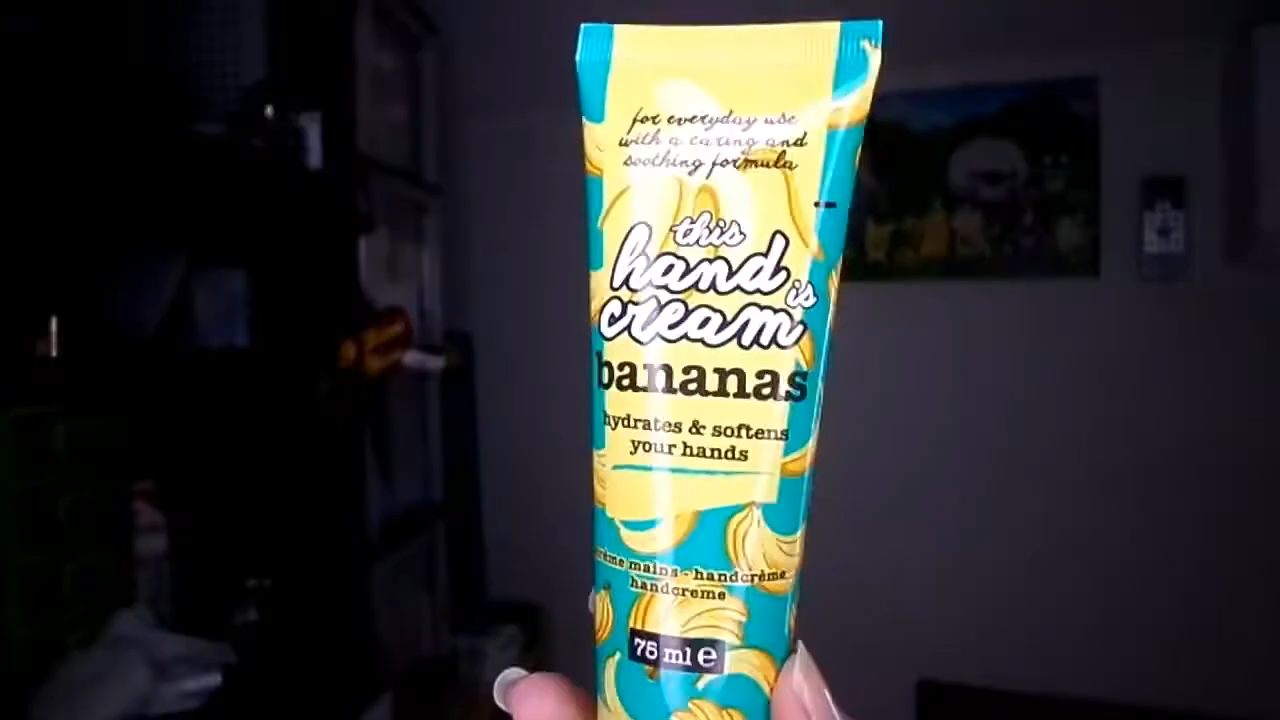 for everyday use
with a caring and
soothing formula
this
hand is
cream
bananas
hydrates & softens
your hands
crème mains - handcrème
handcreme
75 ml e